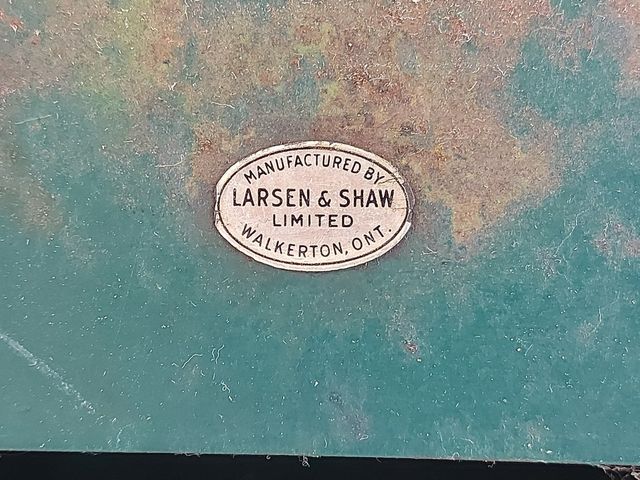 MANUFACTURED BY
LARSEN & SHAW
LIMITED
WALKERTON, ONT.